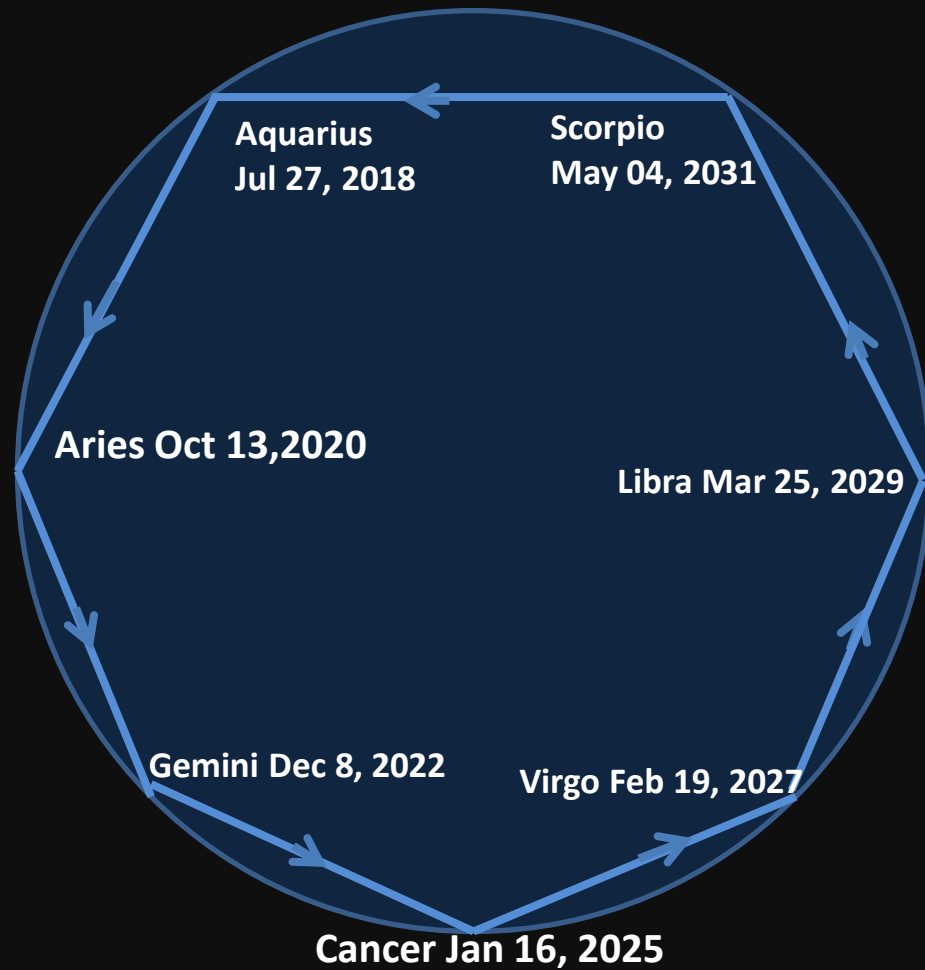 Aquarius
Jul 27, 2018
Scorpio
May 04, 2031
Aries Oct 13,2020
Libra Mar 25, 2029
Gemini Dec 8, 2022
Virgo Feb 19, 2027
Cancer Jan 16, 2025